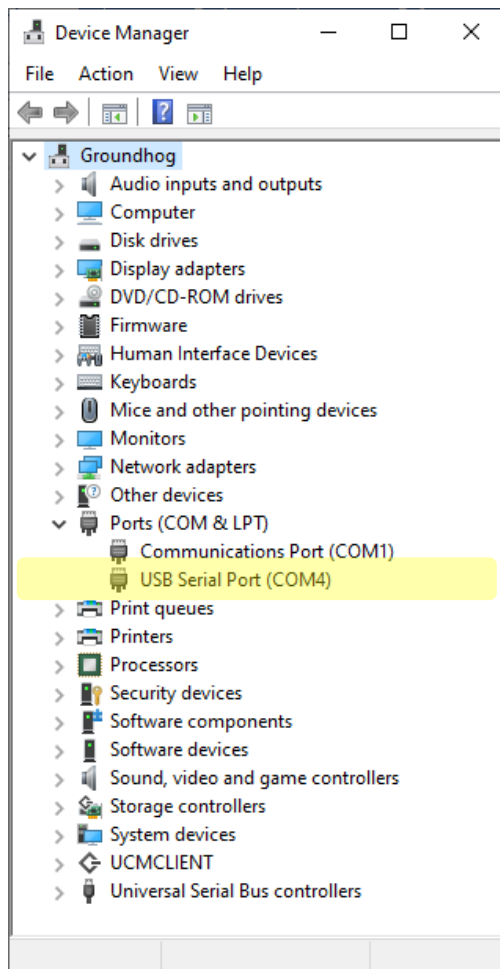 Device Manager
File Action View Help
Groundhog
Audio inputs and outputs
Computer
Disk drives
Display adapters
DVD/CD-ROM drives
Firmware
Human Interface Devices
Keyboards
Mice and other pointing devices
Monitors
Network adapters
Other devices
Ports (COM & LPT)
Communications Port (COM1)
USB Serial Port (COM4)
Print queues
Printers
Processors
Security devices
Software components
Software devices
Sound, video and game controllers
Storage controllers
System devices
UCMCLIENT
Universal Serial Bus controllers